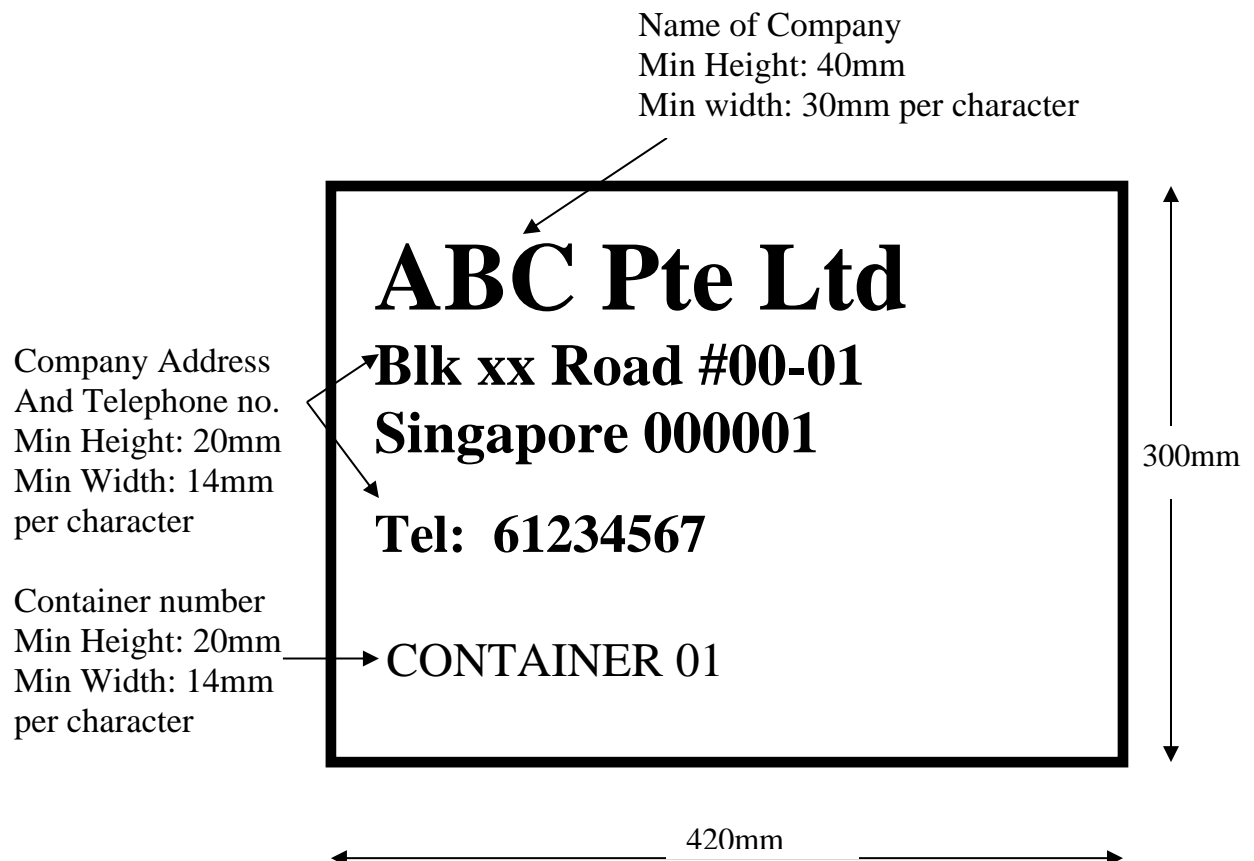 Name of Company
Min Height: 40mm
Min width: 30mm per character
ABC Pte Ltd
Blk xx Road #00-01
Singapore 000001
Tel:  61234567
CONTAINER 01
Company Address
And Telephone no.
Min Height: 20mm
Min Width: 14mm
per character
Container number
Min Height: 20mm
Min Width: 14mm
per character
300mm
420mm